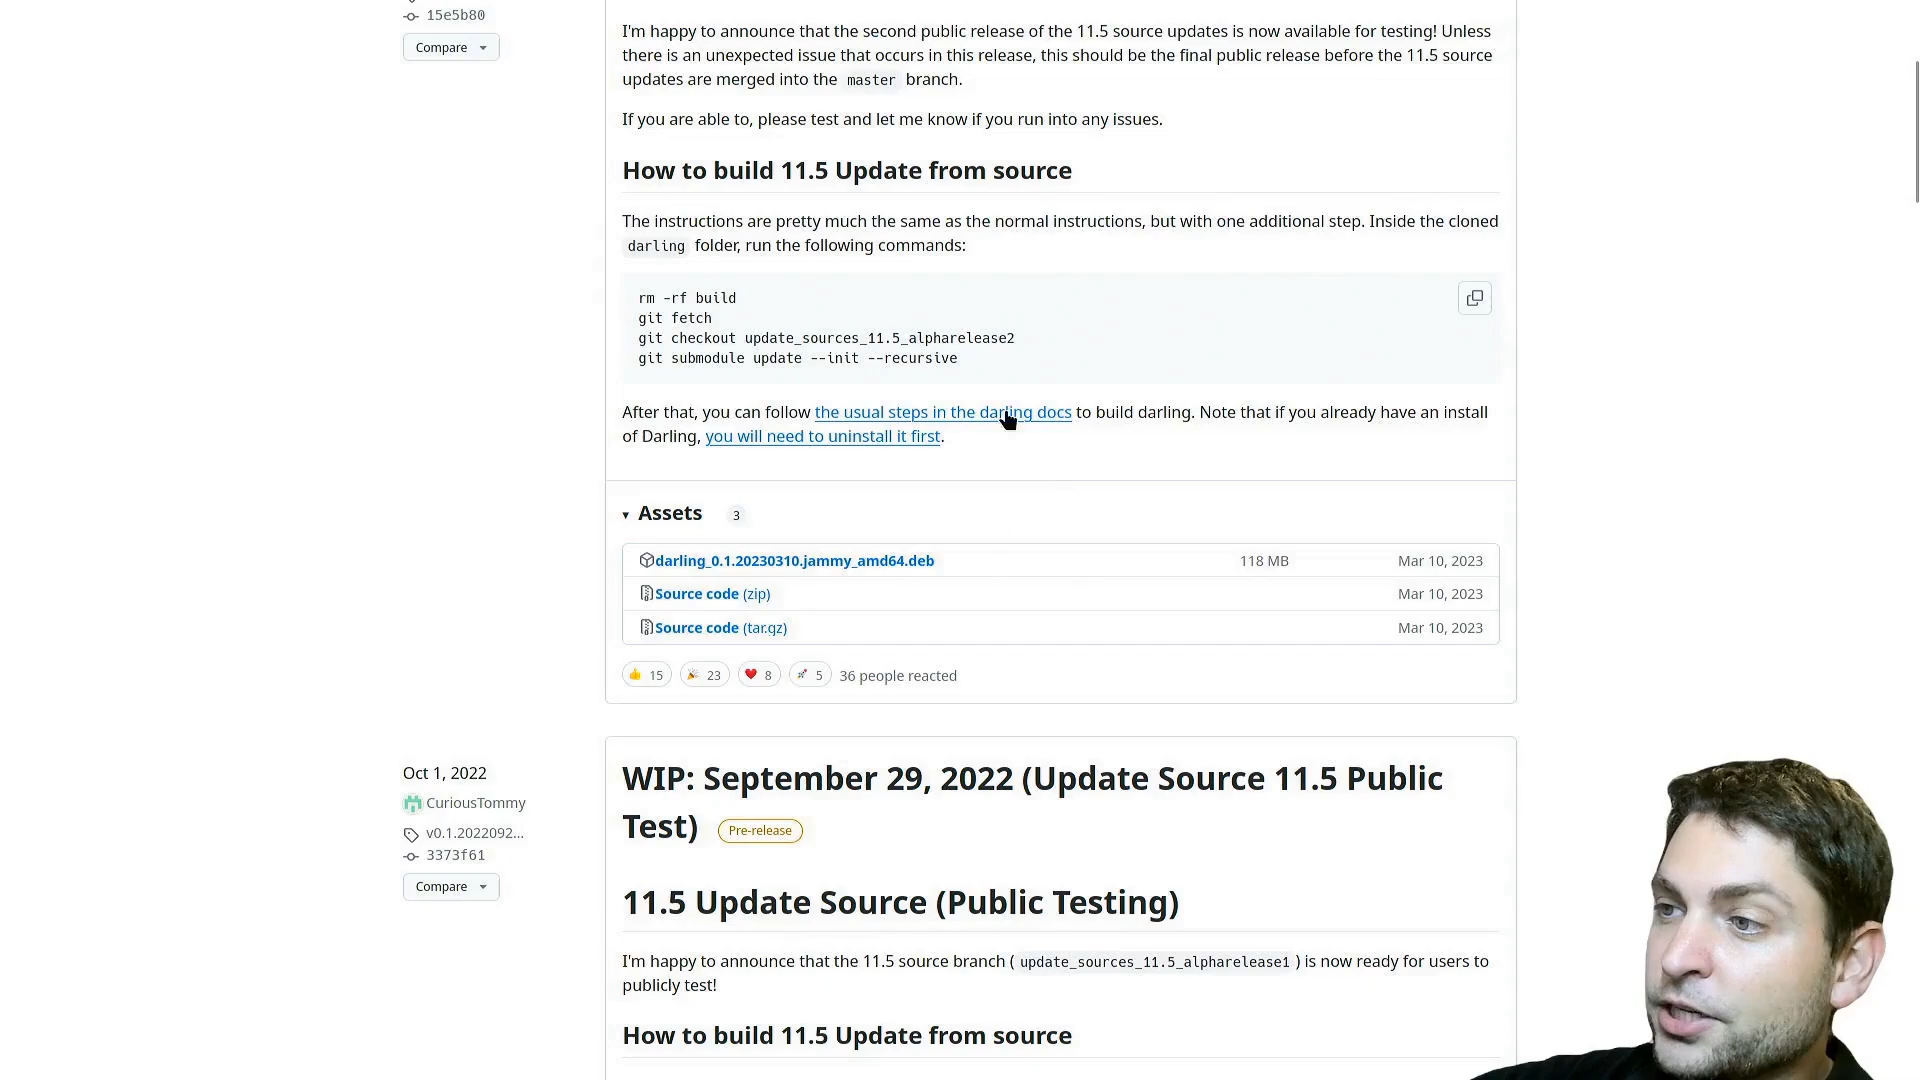 15e5b80
Compare
I'm happy to announce that the second public release of the 11.5 source updates is now available for testing! Unless
there is an unexpected issue that occurs in this release, this should be the final public release before the 11.5 source
updates are merged into the master branch.
If you are able to, please test and let me know if you run into any issues.
How to build 11.5 Update from source
The instructions are pretty much the same as the normal instructions, but with one additional step. Inside the cloned
darling folder, run the following commands:
rm -rf build
git fetch
git checkout update_sources_11.5_alpharelease2
git submodule update --init --recursive
After that, you can follow the usual steps in the darling docs to build darling. Note that if you already have an install
of Darling, you will need to uninstall it first.
Assets 3
darling_0.1.20230310.jammy_amd64.deb 118 MB Mar 10, 2023
Source code (zip) Mar 10, 2023
Source code (tar.gz) Mar 10, 2023
15 23 8 5 36 people reacted
Oct 1, 2022
CuriousTommy
v0.1.2022092...
3373f61
Compare
WIP: September 29, 2022 (Update Source 11.5 Public
Test) Pre-release
11.5 Update Source (Public Testing)
I'm happy to announce that the 11.5 source branch ( update_sources_11.5_alpharelease1 ) is now ready for users to
publicly test!
How to build 11.5 Update from source